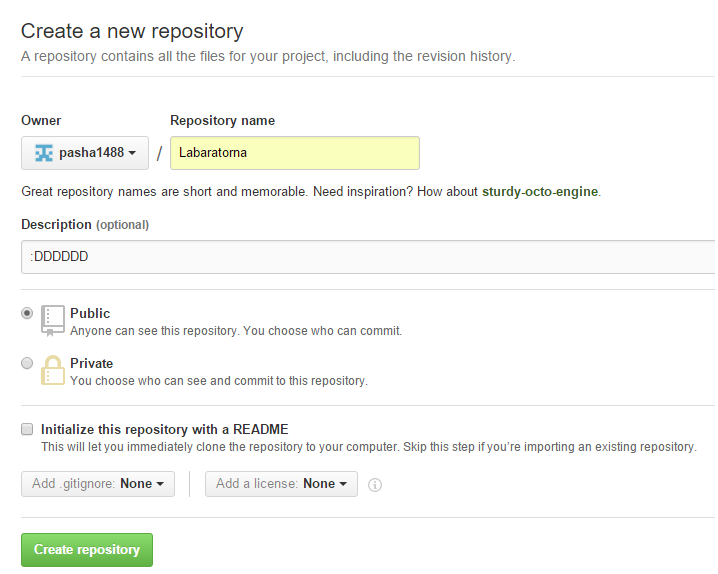 Create a new repository
A repository contains all the files for your project, including the revision history.
Owner Repository name
pasha1488 / Labaratorna
Great repository names are short and memorable. Need inspiration? How about sturdy-octo-engine.
Description (optional)
:DDDDDD
Public
Anyone can see this repository. You choose who can commit.
Private
You choose who can see and commit to this repository.
Initialize this repository with a README
This will let you immediately clone the repository to your computer. Skip this step if you’re importing an existing repository.
Add .gitignore: None Add a license: None
Create repository